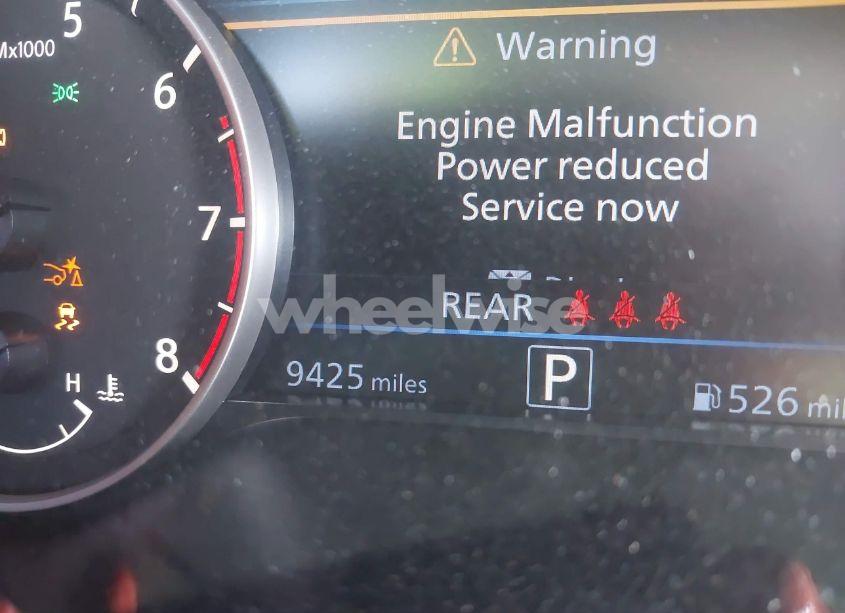 5
Mx1000
6
7
8
H
Warning
Engine Malfunction
Power reduced
Service now
REAR
wheelwise
9425 miles
P
526